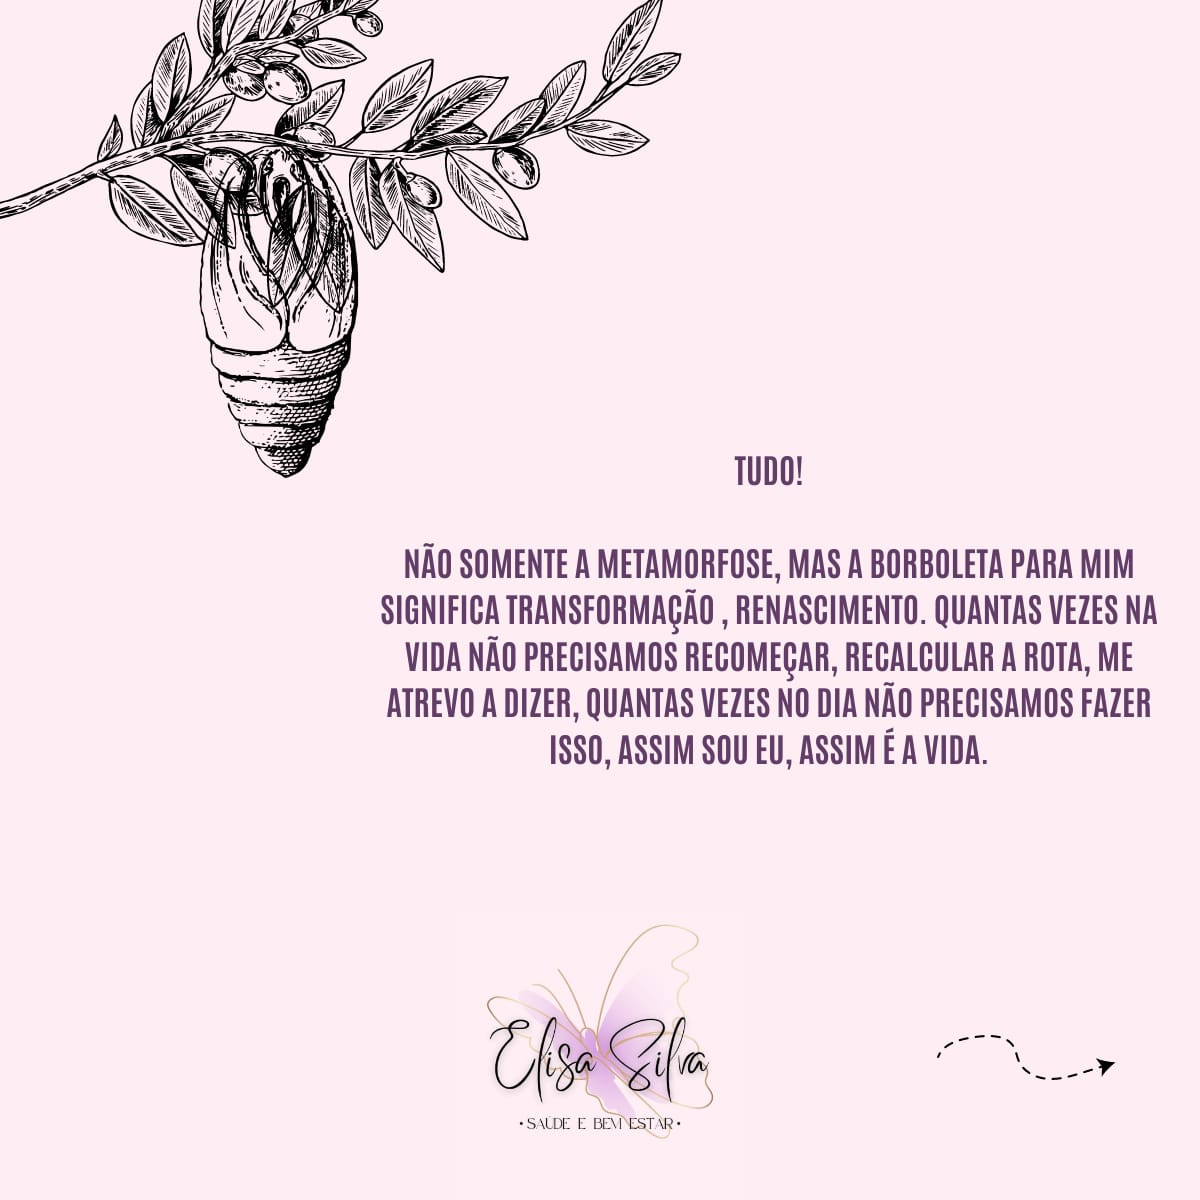 TUDO!
NÃO SOMENTE A METAMORFOSE, MAS A BORBOLETA PARA MIM
SIGNIFICA TRANSFORMAÇÃO , RENASCIMENTO. QUANTAS VEZES NA
VIDA NÃO PRECISAMOS RECOMEÇAR, RECALCULAR A ROTA, ME
ATREVO A DIZER, QUANTAS VEZES NO DIA NÃO PRECISAMOS FAZER
ISSO, ASSIM SOU EU, ASSIM É A VIDA.
Elisa Silva
• SAÚDE E BEM ESTAR •